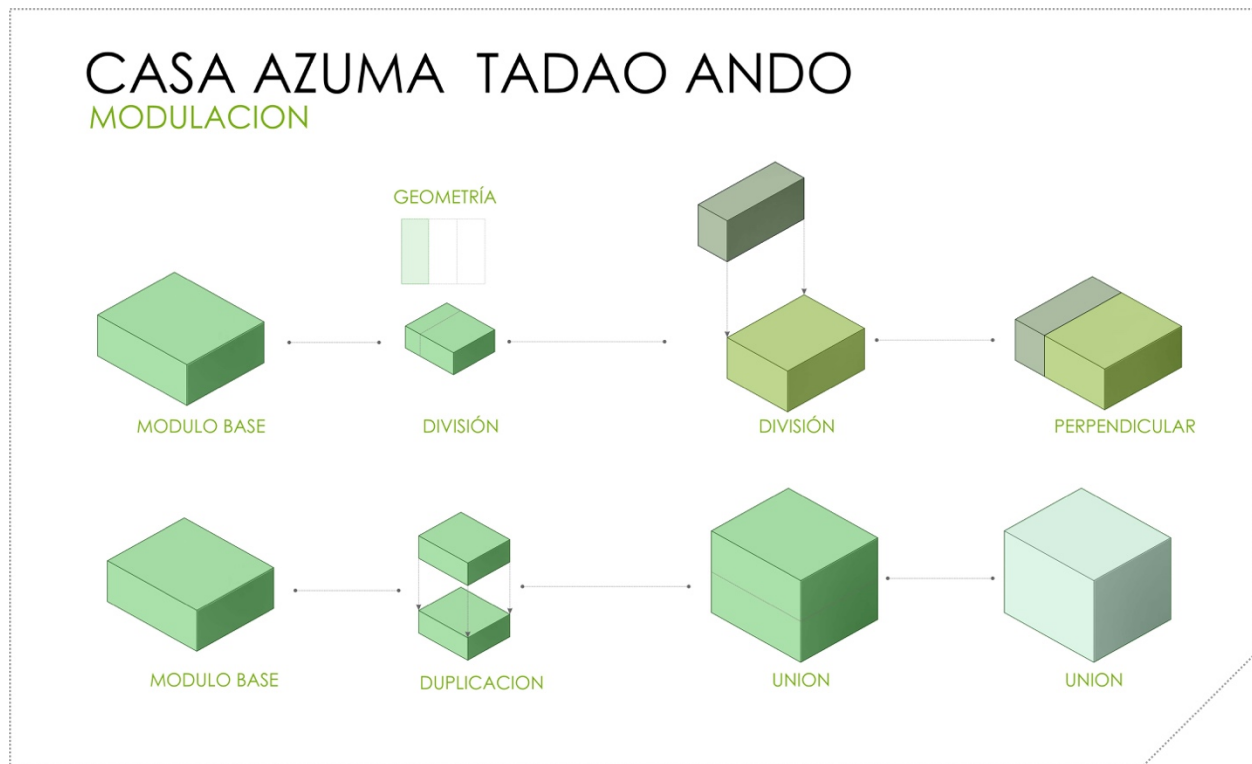 CASA AZUMA TADAO ANDO
MODULACION
GEOMETRÍA
MODULO BASE
DIVISIÓN
DIVISIÓN
PERPENDICULAR
MODULO BASE
DUPLICACION
UNION
UNION